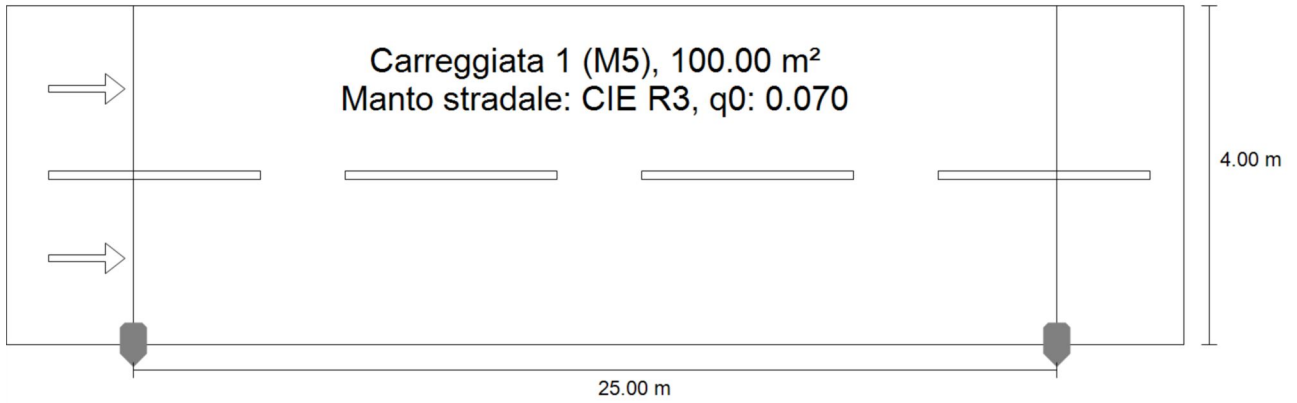 Carreggiata 1 (M5), 100.00 m²
Manto stradale: CIE R3, q0: 0.070
4.00 m
25.00 m